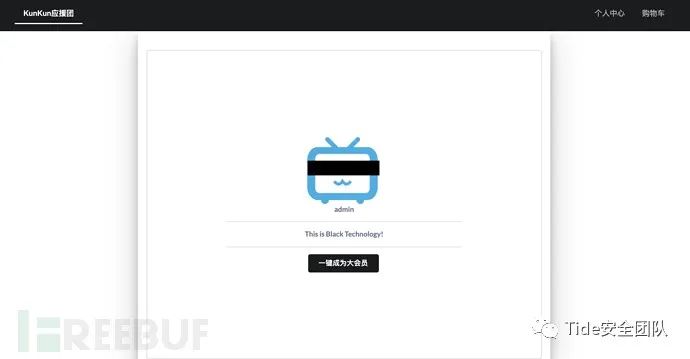 KunKun应援团
个人中心 购物车
admin
This is Black Technology!
一键成为大会员
FREEBUF
Tide安全团队